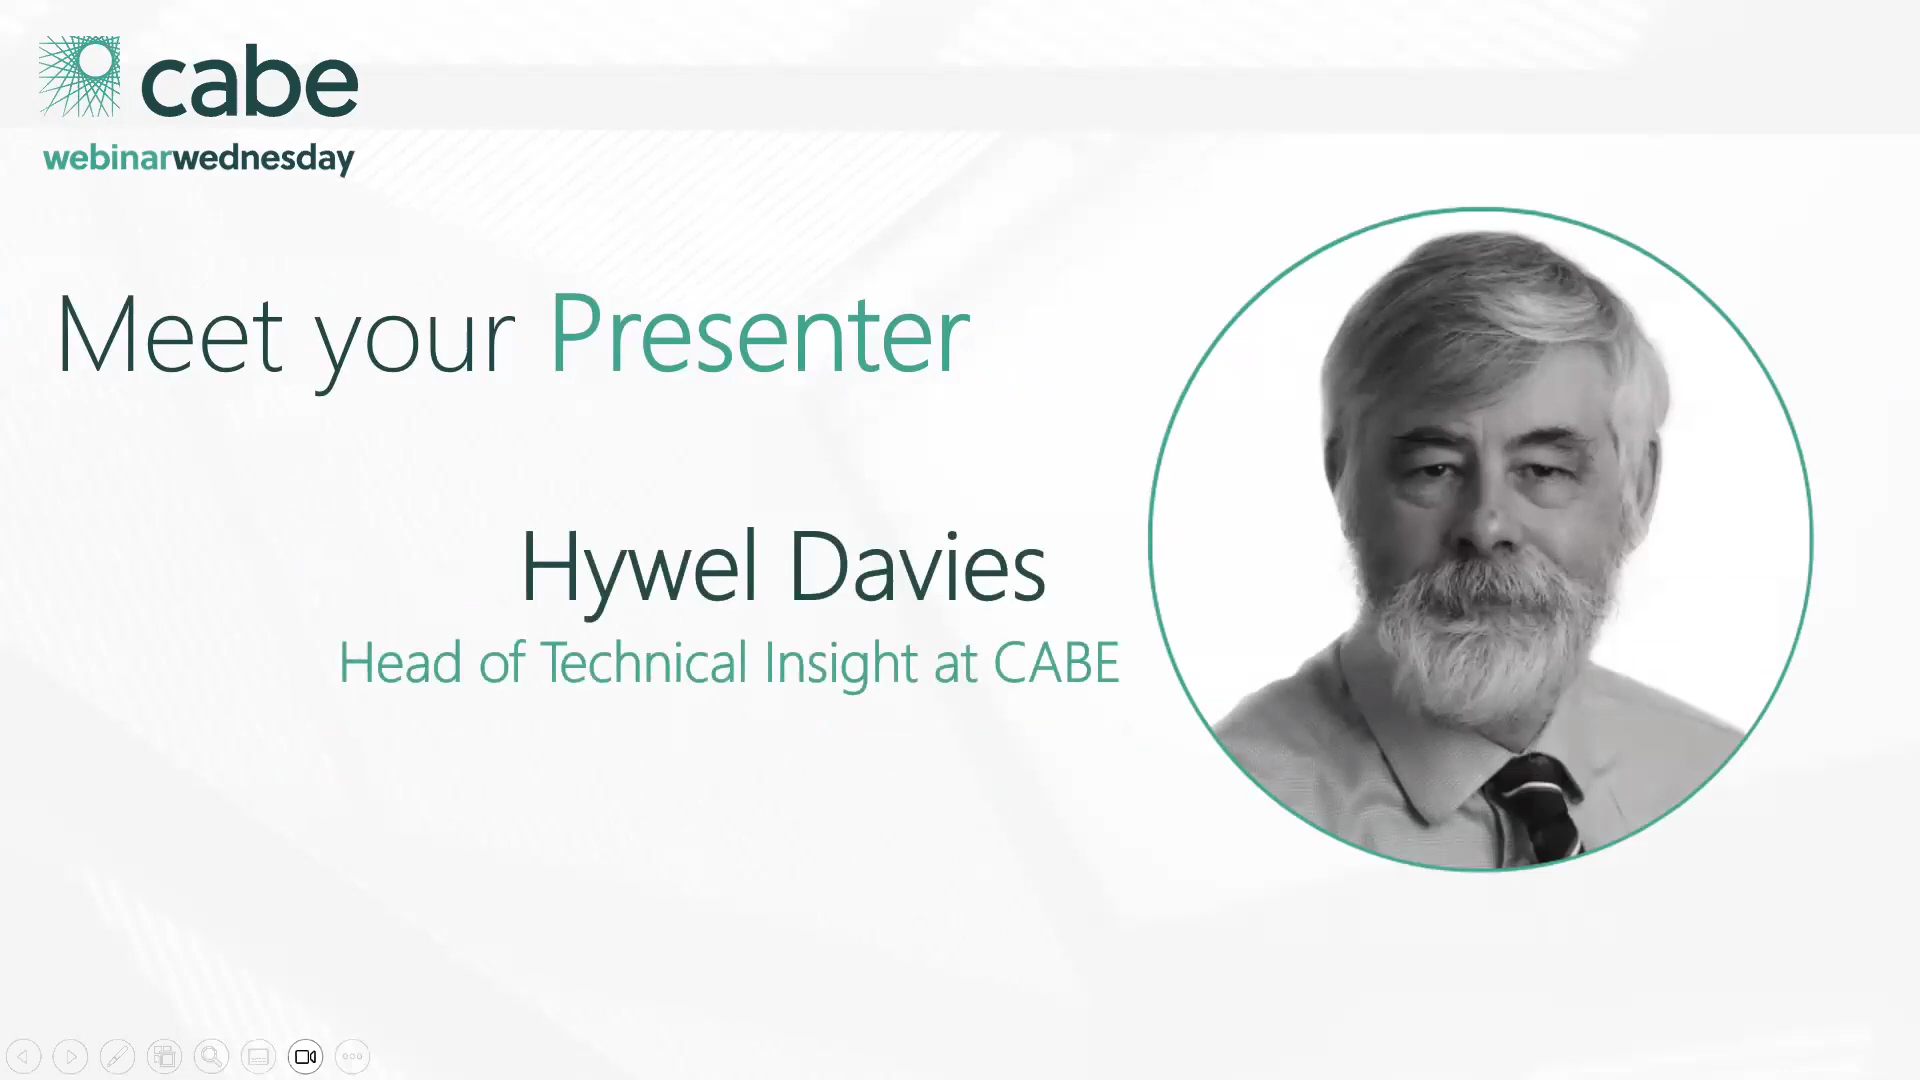 cabe
webinarwednesday
Meet your Presenter
Hywel Davies
Head of Technical Insight at CABE